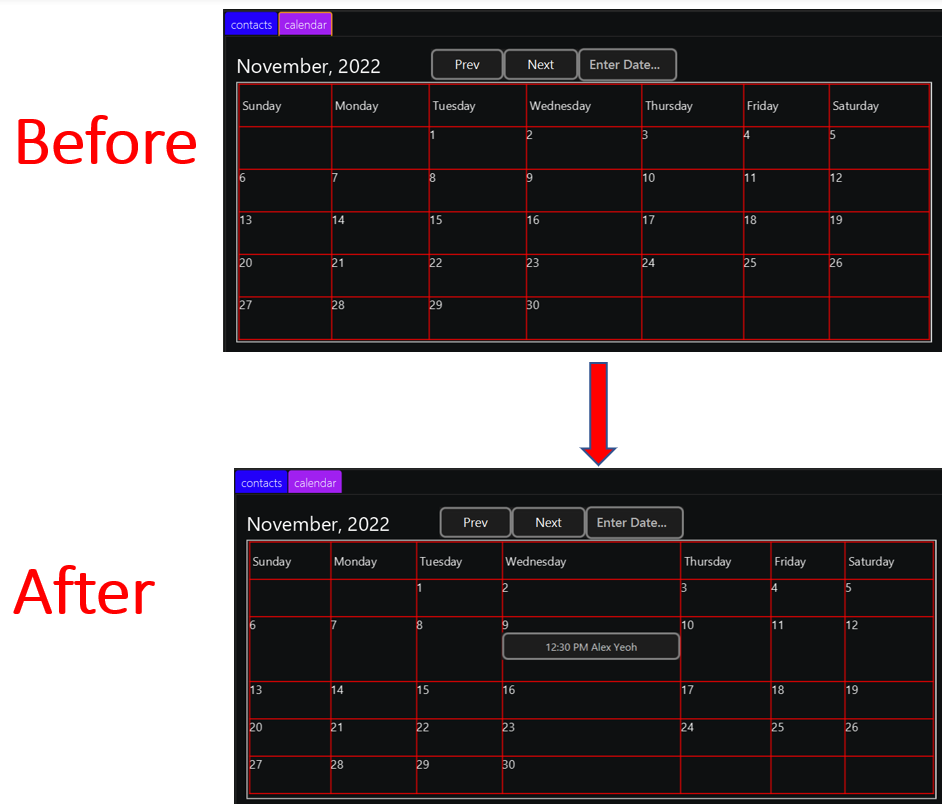 contacts calendar
November, 2022 Prev Next Enter Date...
Sunday Monday Tuesday Wednesday Thursday Friday Saturday
Before
1 2 3 4 5
6 7 8 9 10 11 12
13 14 15 16 17 18 19
20 21 22 23 24 25 26
27 28 29 30
contacts calendar
November, 2022 Prev Next Enter Date...
Sunday Monday Tuesday Wednesday Thursday Friday Saturday
After
1 2 3 4 5
6 7 8 9 10 11 12
12:30 PM Alex Yeoh
13 14 15 16 17 18 19
20 21 22 23 24 25 26
27 28 29 30